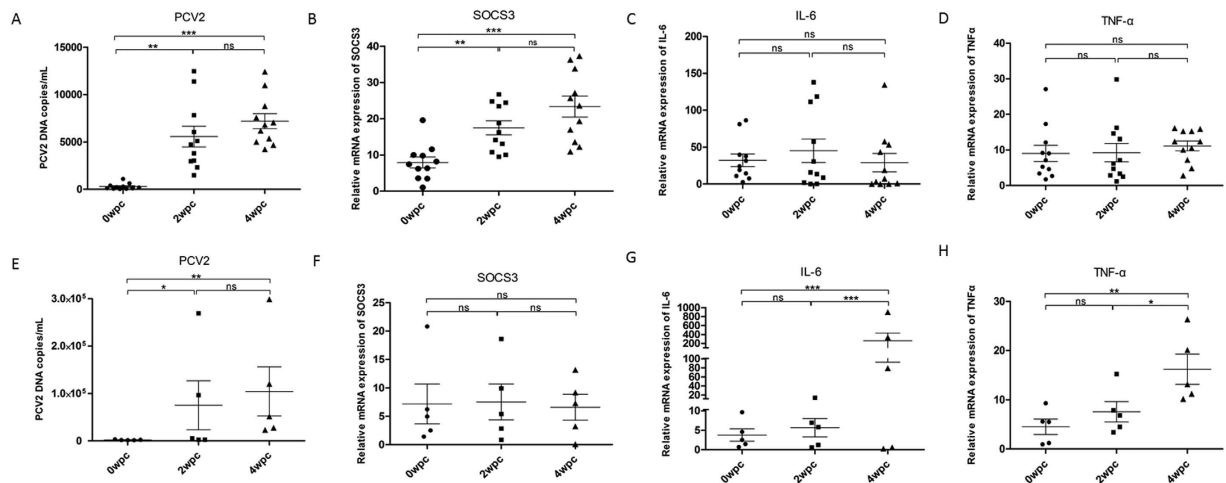 A
PCV2
PCV2 DNA copies/mL
***
**
ns
15000
10000
5000
0
0wpc
2wpc
4wpc
B
SOCS3
Relative mRNA expression of SOCS3
***
**
ns
40
30
20
10
0
0wpc
2wpc
4wpc
C
IL-6
Relative mRNA expression of IL-6
ns
ns
ns
200
150
100
50
0
0wpc
2wpc
4wpc
D
TNF-α
Relative mRNA expression of TNFα
ns
ns
ns
40
30
20
10
0
0wpc
2wpc
4wpc
E
PCV2
PCV2 DNA copies/mL
**
*
ns
3.0×10⁵
2.0×10⁵
1.0×10⁵
0
0wpc
2wpc
4wpc
F
SOCS3
Relative mRNA expression of SOCS3
ns
ns
ns
25
20
15
10
5
0
0wpc
2wpc
4wpc
G
IL-6
Relative mRNA expression of IL-6
***
ns
***
1000
800
600
400
200
100
80
60
40
20
10
5
0
0wpc
2wpc
4wpc
H
TNF-α
Relative mRNA expression of TNFα
**
ns
*
30
20
10
0
0wpc
2wpc
4wpc